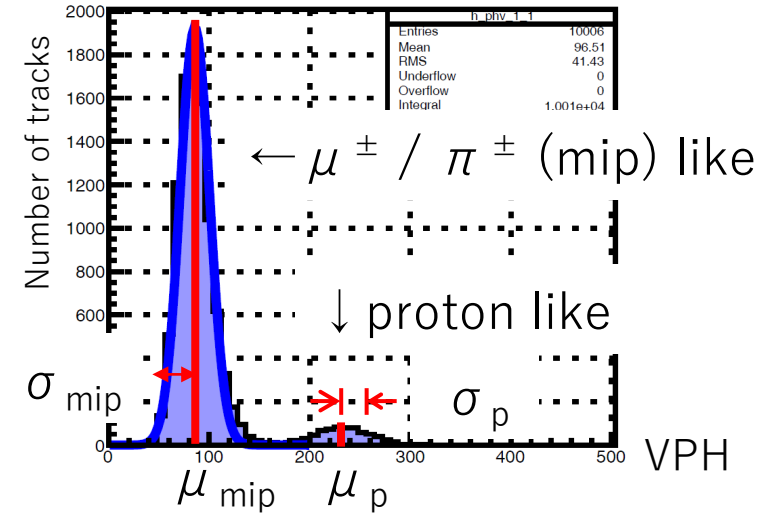 h_phv_1_1
Entries 10006
Mean 96.51
RMS 41.43
Underflow 0
Overflow 0
Integral 1.001e+04
Number of tracks
2000
1800
1600
1400
1200
1000
800
600
0
← μ ± / π ± (mip) like
↓ proton like
σ mip
σ p
0 100 200 300 400 500
VPH
μ mip
μ p